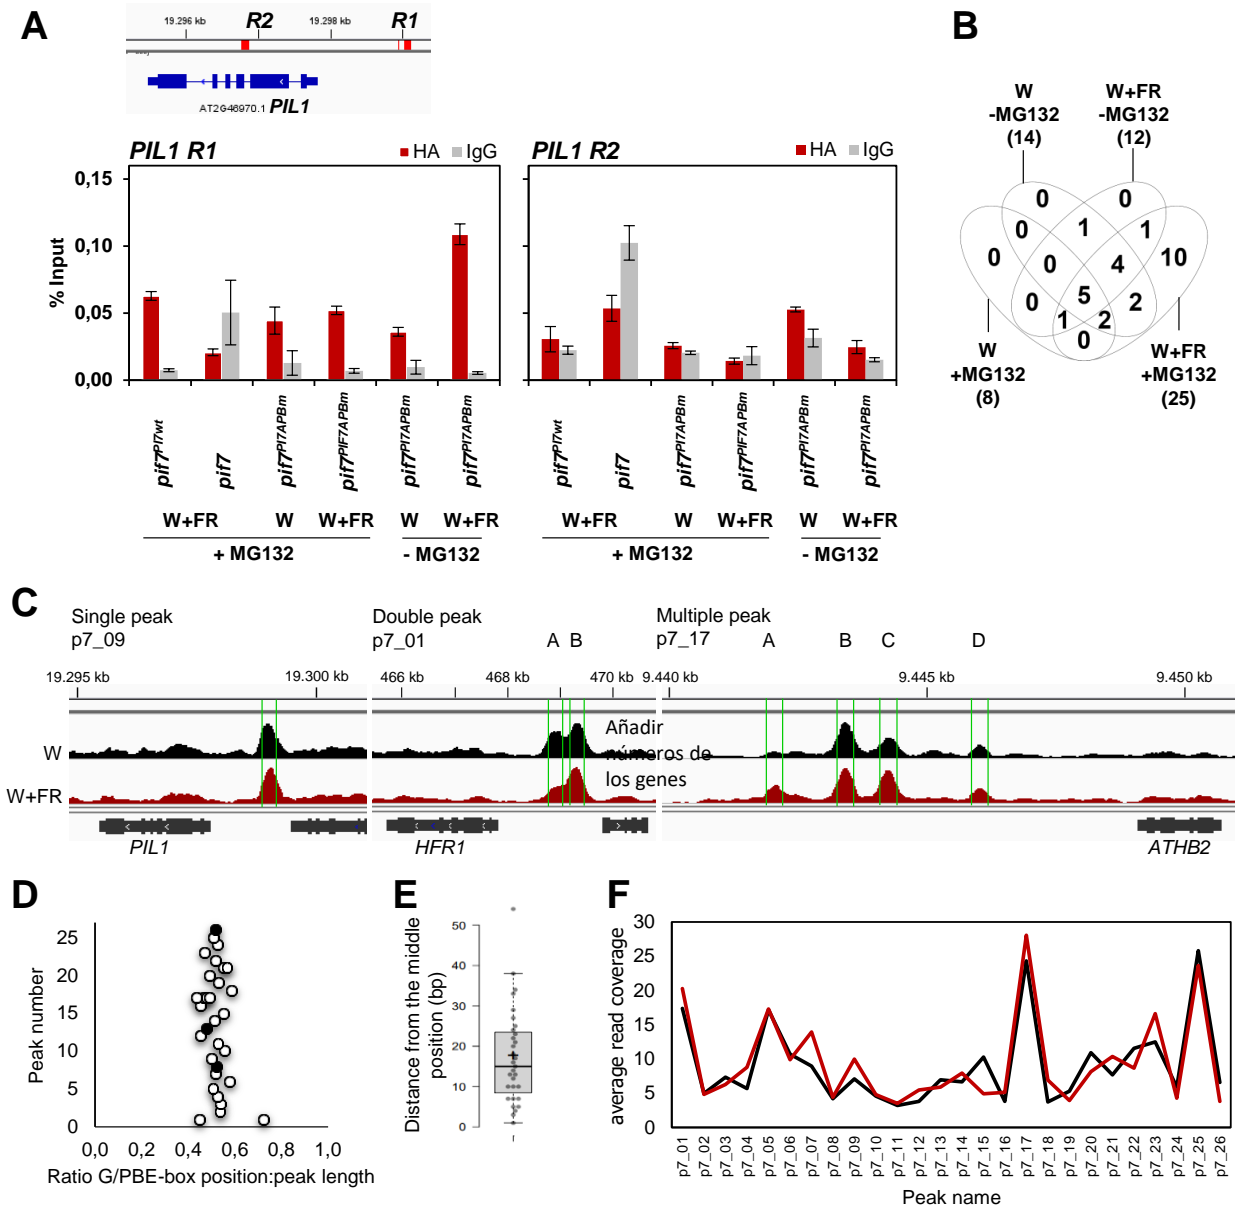 A
19.296 kb
R2
19.298 kb
R1
AT2G46970.1 PIL1
PIL1 R1
HA
IgG
PIL1 R2
HA
IgG
% Input
0,15
0,10
0,05
0,00
pif7PI7wt
pif7
pif7PI7APBm
pif7PIF7APBm
pif7PI7APBm
pif7PI7APBm
pif7PI7wt
pif7
pif7PI7APBm
pif7PIF7APBm
pif7PI7APBm
pif7PI7APBm
W+FR
W
W+FR
W
W+FR
+ MG132
- MG132
W+FR
W
W+FR
W
W+FR
+ MG132
- MG132
B
W
-MG132
(14)
W+FR
-MG132
(12)
0
0
0
1
1
0
0
4
10
0
5
2
1
2
0
W
+MG132
(8)
W+FR
+MG132
(25)
C
Single peak
p7_09
Double peak
p7_01
A B
Multiple peak
p7_17
A B C D
19.295 kb
19.300 kb
466 kb
468 kb
470 kb
9.440 kb
9.445 kb
9.450 kb
W
W+FR
Añadir
números de
los genes
PIL1
HFR1
ATHB2
D
Peak number
25
20
15
10
5
0
0,0 0,2 0,4 0,6 0,8 1,0
Ratio G/PBE-box position:peak length
E
Distance from the middle
position (bp)
50
40
30
20
10
0
F
average read coverage
30
25
20
15
10
5
0
p7_01
p7_02
p7_03
p7_04
p7_05
p7_06
p7_07
p7_08
p7_09
p7_10
p7_11
p7_12
p7_13
p7_14
p7_15
p7_16
p7_17
p7_18
p7_19
p7_20
p7_21
p7_22
p7_23
p7_24
p7_25
p7_26
Peak name